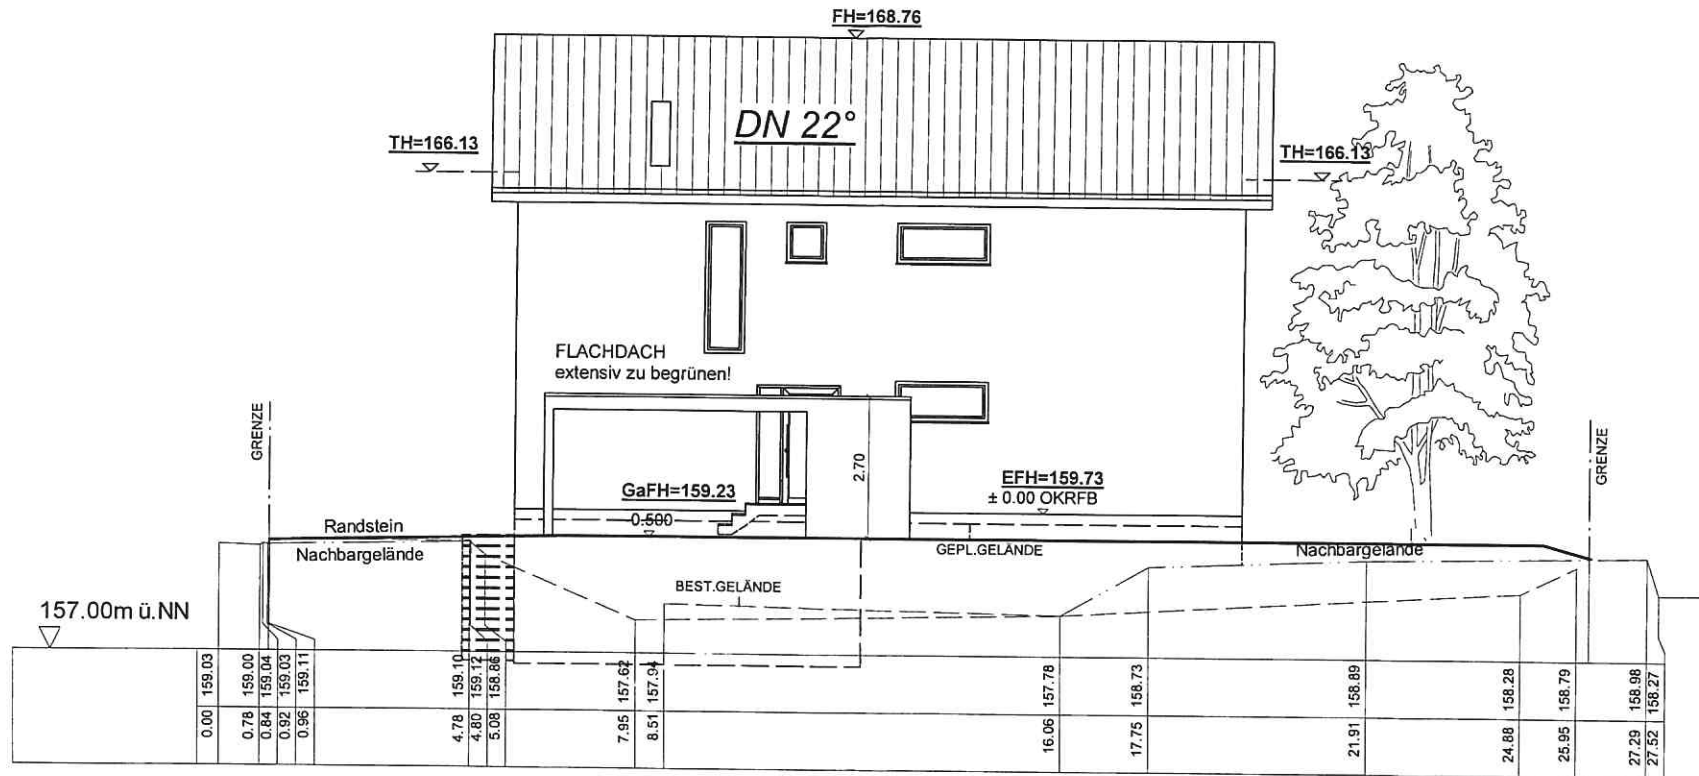 FH=168.76
DN 22°
TH=166.13
TH=166.13
FLACHDACH
extensiv zu begrünen!
GRENZE
GRENZE
2.70
GaFH=159.23
EFH=159.73
± 0.00 OKRFB
-0.500
Randstein
Nachbargelände
GEPL.GELÄNDE
Nachbargelände
BEST.GELÄNDE
157.00m ü.NN
159.03
159.00
159.04
159.03
159.11
159.10
159.12
158.86
157.62
157.94
157.78
158.73
158.89
158.28
158.79
158.98
158.27
0.00
0.78
0.84
0.92
0.96
4.78
4.80
5.08
7.95
8.51
16.06
17.75
21.91
24.88
25.95
27.29
27.52